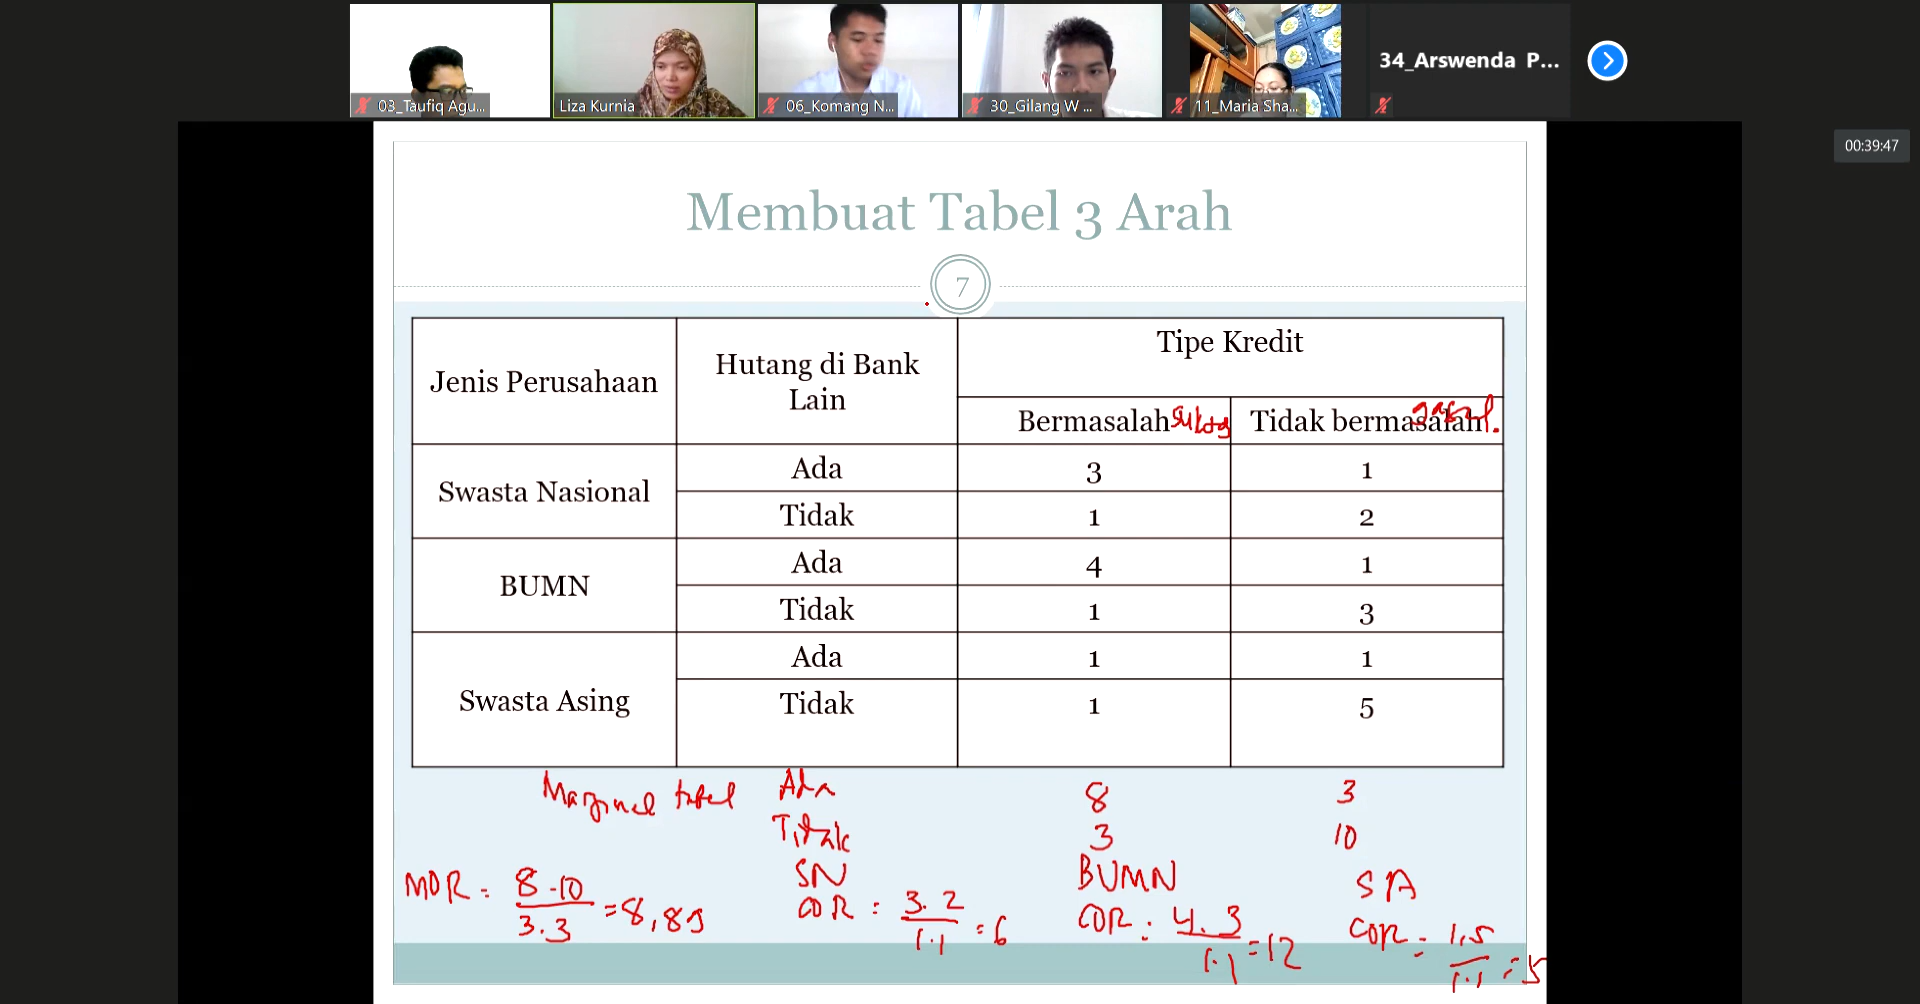 34_Arswenda P...
03_Taufiq Agu...
Liza Kurnia
06_Komang N...
30_Gilang W ...
11_Maria Sha...
00:39:47
Membuat Tabel 3 Arah
7
Jenis Perusahaan
Hutang di Bank
Lain
Tipe Kredit
Bermasalah
Tidak bermasalah
Swasta Nasional
Ada 3 1
Tidak 1 2
BUMN
Ada 4 1
Tidak 1 3
Swasta Asing
Ada 1 1
Tidak 1 5
Marginal tabel Ada 8 3
Tidak 3 10
MOR = 8.10 / 3.3 = 8,89
SN
COR = 3.2 / 1.1 = 6
BUMN
COR = 4.3 / 1.1 = 12
SA
COR = 1.5 / 1.1 = 5